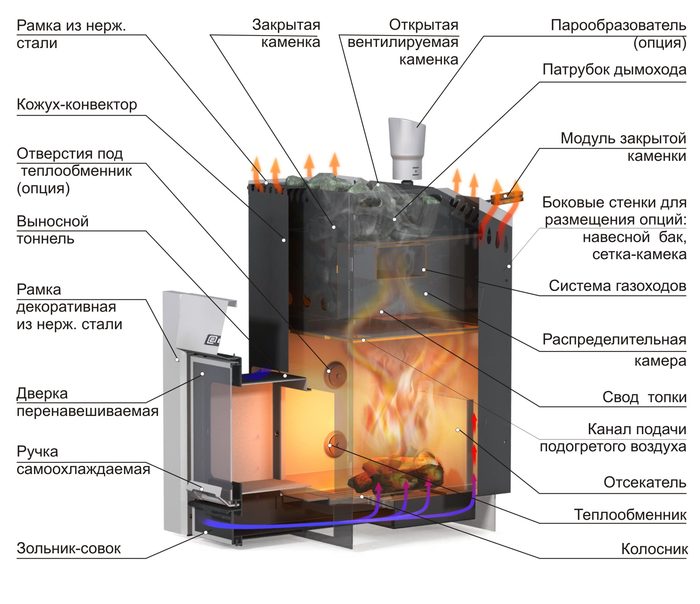 Рамка из нерж.
стали
Закрытая
каменка
Открытая
вентилируемая
каменка
Парообразователь
(опция)
Патрубок дымохода
Кожух-конвектор
Модуль закрытой
каменки
Отверстия под
теплообменник
(опция)
Боковые стенки для
размещения опций:
навесной бак,
сетка-камека
Выносной
тоннель
Система газоходов
Рамка
декоративная
из нерж. стали
Распределительная
камера
Дверка
перенавешиваемая
Свод топки
Канал подачи
подогретого воздуха
Ручка
самоохлаждаемая
Отсекатель
Теплообменник
Зольник-совок
Колосник